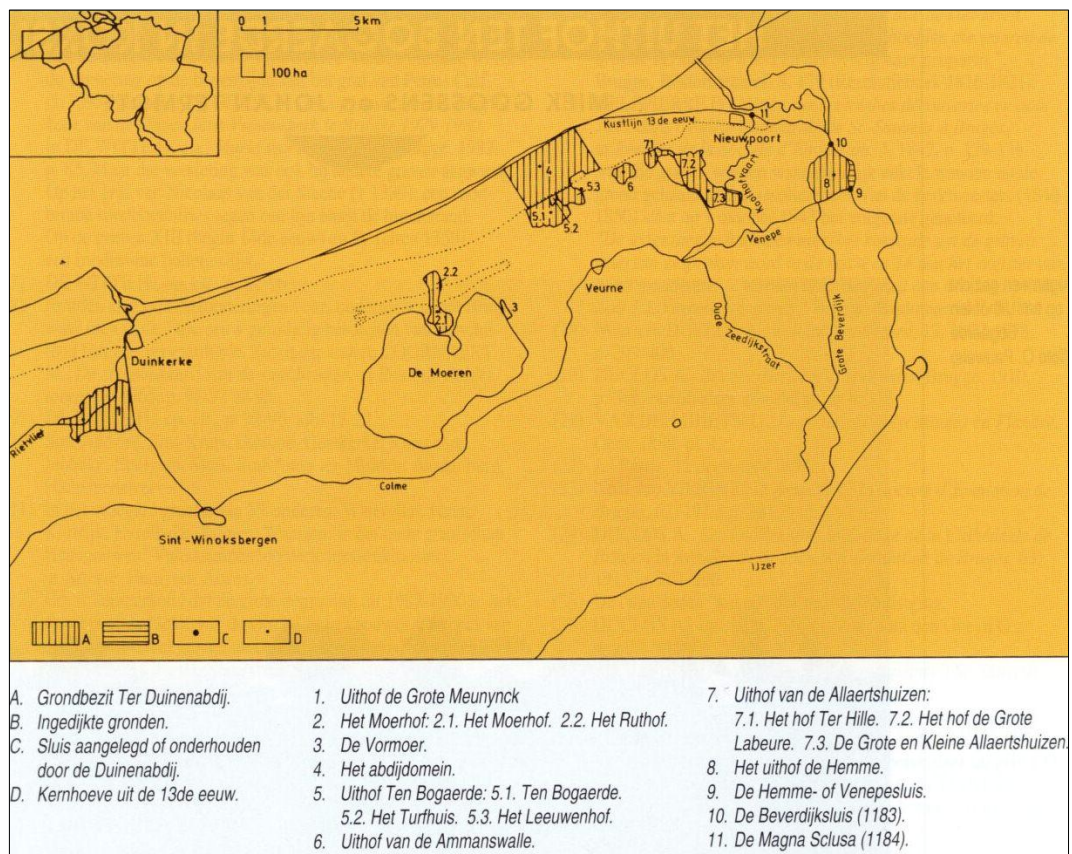 0 1 5 km
100 ha
MIEK GOOSSENS en JOHAN TERMOTE
Kustlijn 13de eeuw
11
Nieuwpoort
10
4
7.1
7.2
8
5.3
6
Koolhofvaart
7.3
9
5.1
5.2
Venepe
2.2
Veurne
3
2.1
Oude Zeedijkstraat
Grote Beverdijk
Duinkerke
De Moeren
1
Rietvliet
Colme
Sint-Winoksbergen
IJzer
A B C D
A. Grondbezit Ter Duinenabdij.
B. Ingedijkte gronden.
C. Sluis aangelegd of onderhouden
door de Duinenabdij.
D. Kernhoeve uit de 13de eeuw.
1. Uithof de Grote Meunynck
2. Het Moerhof: 2.1. Het Moerhof. 2.2. Het Ruthof.
3. De Vormoer.
4. Het abdijdomein.
5. Uithof Ten Bogaerde: 5.1. Ten Bogaerde.
5.2. Het Turfhuis. 5.3. Het Leeuwenhof.
6. Uithof van de Ammanswalle.
7. Uithof van de Allaertshuizen:
7.1. Het hof Ter Hille. 7.2. Het hof de Grote
Labeure. 7.3. De Grote en Kleine Allaertshuizen.
8. Het uithof de Hemme.
9. De Hemme- of Venepesluis.
10. De Beverdijksluis (1183).
11. De Magna Sclusa (1184).